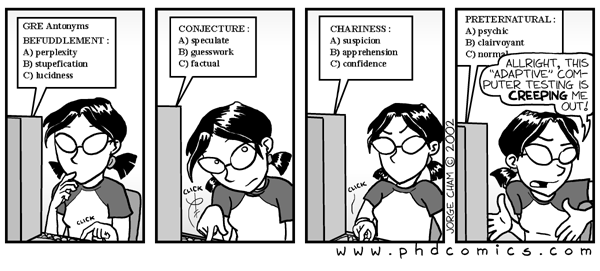 GRE Antonyms
BEFUDDLEMENT :
A) perplexity
B) stupefication
C) lucidness
CLICK
CONJECTURE :
A) speculate
B) guesswork
C) factual
CLICK
CHARINESS :
A) suspicion
B) apprehension
C) confidence
CLICK
PRETERNATURAL :
A) psychic
B) clairvoyant
C) normal
ALLRIGHT, THIS
"ADAPTIVE" COM-
PUTER TESTING IS
CREEPING ME
OUT!
JORGE CHAM © 2002
www.phdcomics.com